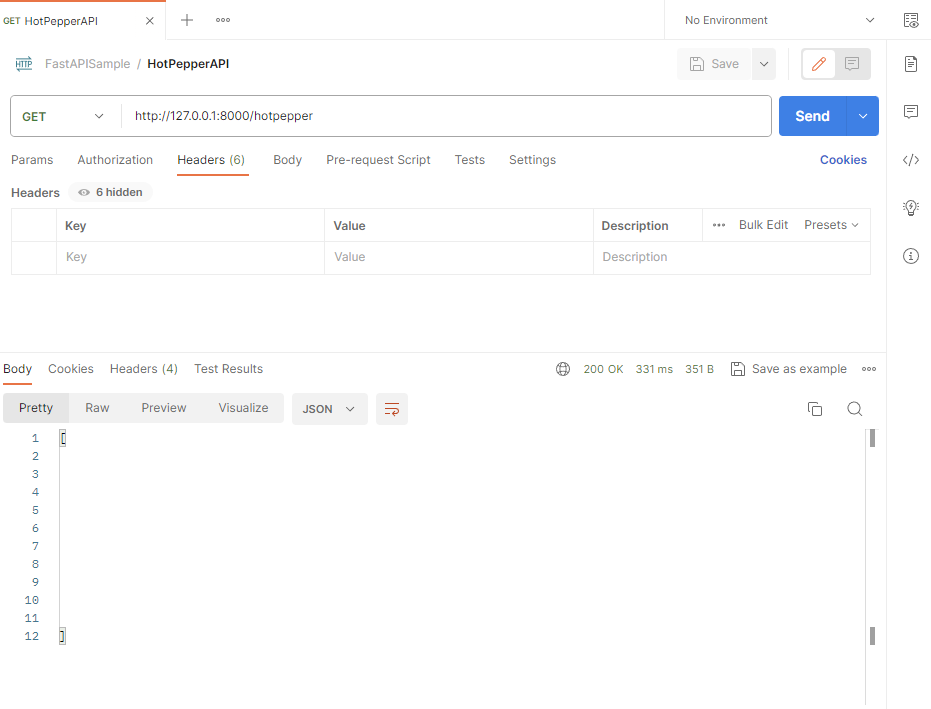 GET HotPepperAPI
No Environment
HTTP FastAPISample / HotPepperAPI
Save
GET http://127.0.0.1:8000/hotpepper
Send
Params Authorization Headers (6) Body Pre-request Script Tests Settings Cookies
Headers 6 hidden
Key Value Description Bulk Edit Presets
Key Value Description
Body Cookies Headers (4) Test Results 200 OK 331 ms 351 B Save as example
Pretty Raw Preview Visualize JSON
1 [
2
3
4
5
6
7
8
9
10
11
12 ]